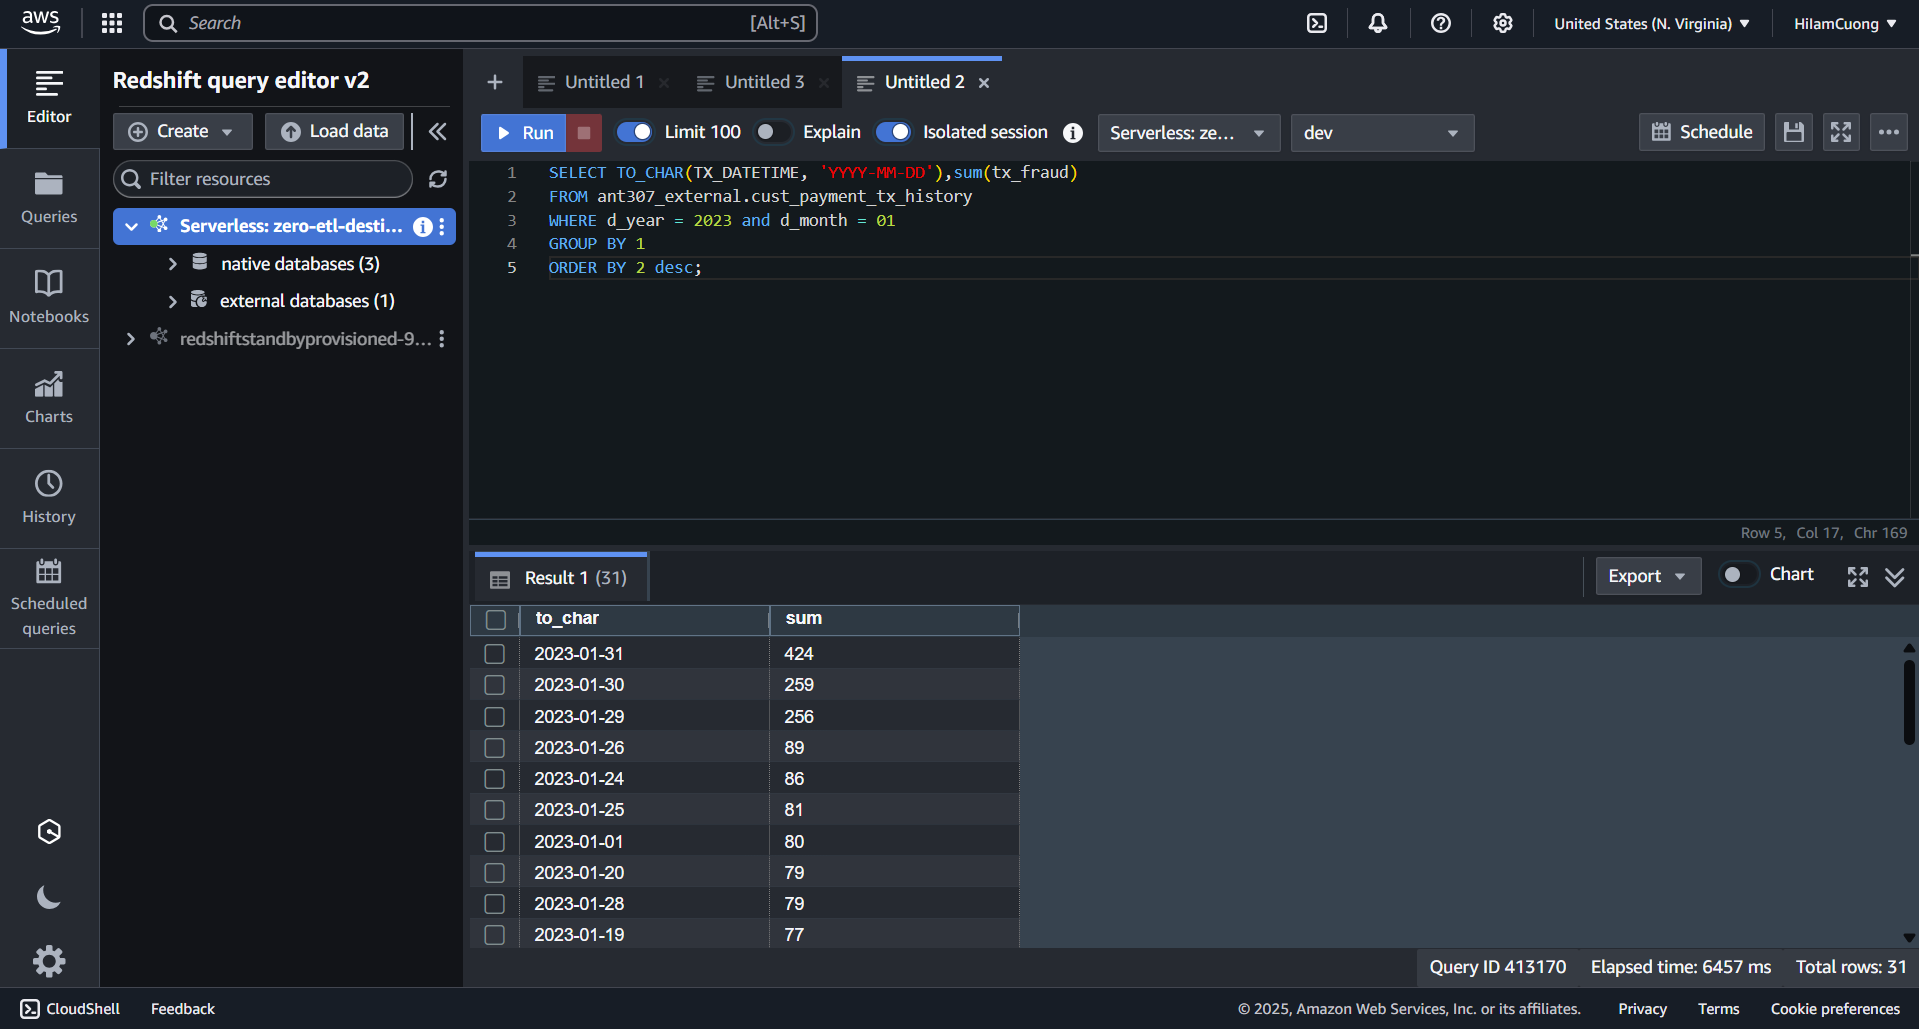 aws
Search
[Alt+S]
United States (N. Virginia)
HilamCuong
Editor
Queries
Notebooks
Charts
History
Scheduled
queries
Redshift query editor v2
Create
Load data
Filter resources
Serverless: zero-etl-desti...
native databases (3)
external databases (1)
redshiftstandbyprovisioned-9...
Untitled 1
Untitled 3
Untitled 2
Run
Limit 100
Explain
Isolated session
Serverless: ze...
dev
Schedule
1 SELECT TO_CHAR(TX_DATETIME, 'YYYY-MM-DD'),sum(tx_fraud)
2 FROM ant307_external.cust_payment_tx_history
3 WHERE d_year = 2023 and d_month = 01
4 GROUP BY 1
5 ORDER BY 2 desc;
Row 5, Col 17, Chr 169
Result 1 (31)
Export
Chart
to_char sum
2023-01-31 424
2023-01-30 259
2023-01-29 256
2023-01-26 89
2023-01-24 86
2023-01-25 81
2023-01-01 80
2023-01-20 79
2023-01-28 79
2023-01-19 77
Query ID 413170 Elapsed time: 6457 ms Total rows: 31
CloudShell
Feedback
© 2025, Amazon Web Services, Inc. or its affiliates.
Privacy
Terms
Cookie preferences